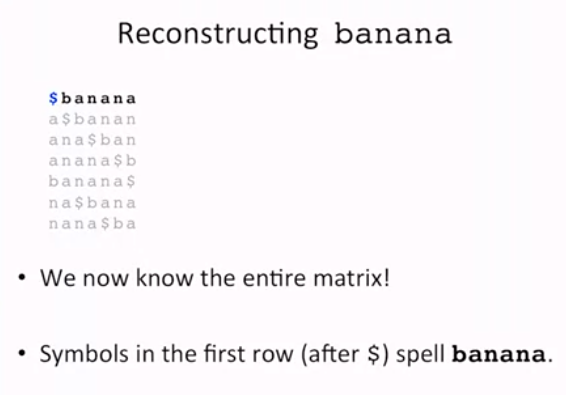 Reconstructing banana
$banana
a$banan
ana$ban
anana$b
banana$
na$bana
nana$ba
• We now know the entire matrix!
• Symbols in the first row (after $) spell banana.